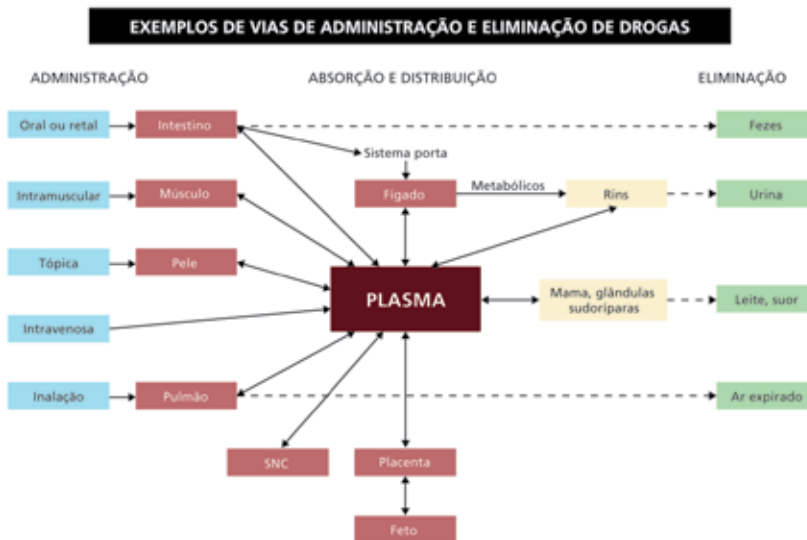 EXEMPLOS DE VIAS DE ADMINISTRAÇÃO E ELIMINAÇÃO DE DROGAS
ADMINISTRAÇÃO
ABSORÇÃO E DISTRIBUIÇÃO
ELIMINAÇÃO
Oral ou retal
Intestino
Fezes
Sistema porta
Intramuscular
Músculo
Fígado
Metabólicos
Rins
Urina
Tópica
Pele
PLASMA
Mama, glândulas
sudoríparas
Leite, suor
Intravenosa
Inalação
Pulmão
Ar expirado
SNC
Placenta
Feto